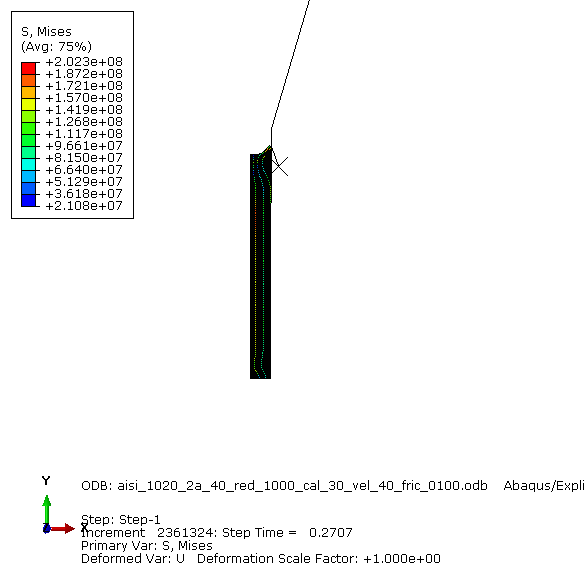 S, Mises
(Avg: 75%)
+2.023e+08
+1.872e+08
+1.721e+08
+1.570e+08
+1.419e+08
+1.268e+08
+1.117e+08
+9.661e+07
+8.150e+07
+6.640e+07
+5.129e+07
+3.618e+07
+2.108e+07
Y
X
ODB: aisi_1020_2a_40_red_1000_cal_30_vel_40_fric_0100.odb Abaqus/Expli
Step: Step-1
Increment 2361324: Step Time = 0.2707
Primary Var: S, Mises
Deformed Var: U Deformation Scale Factor: +1.000e+00